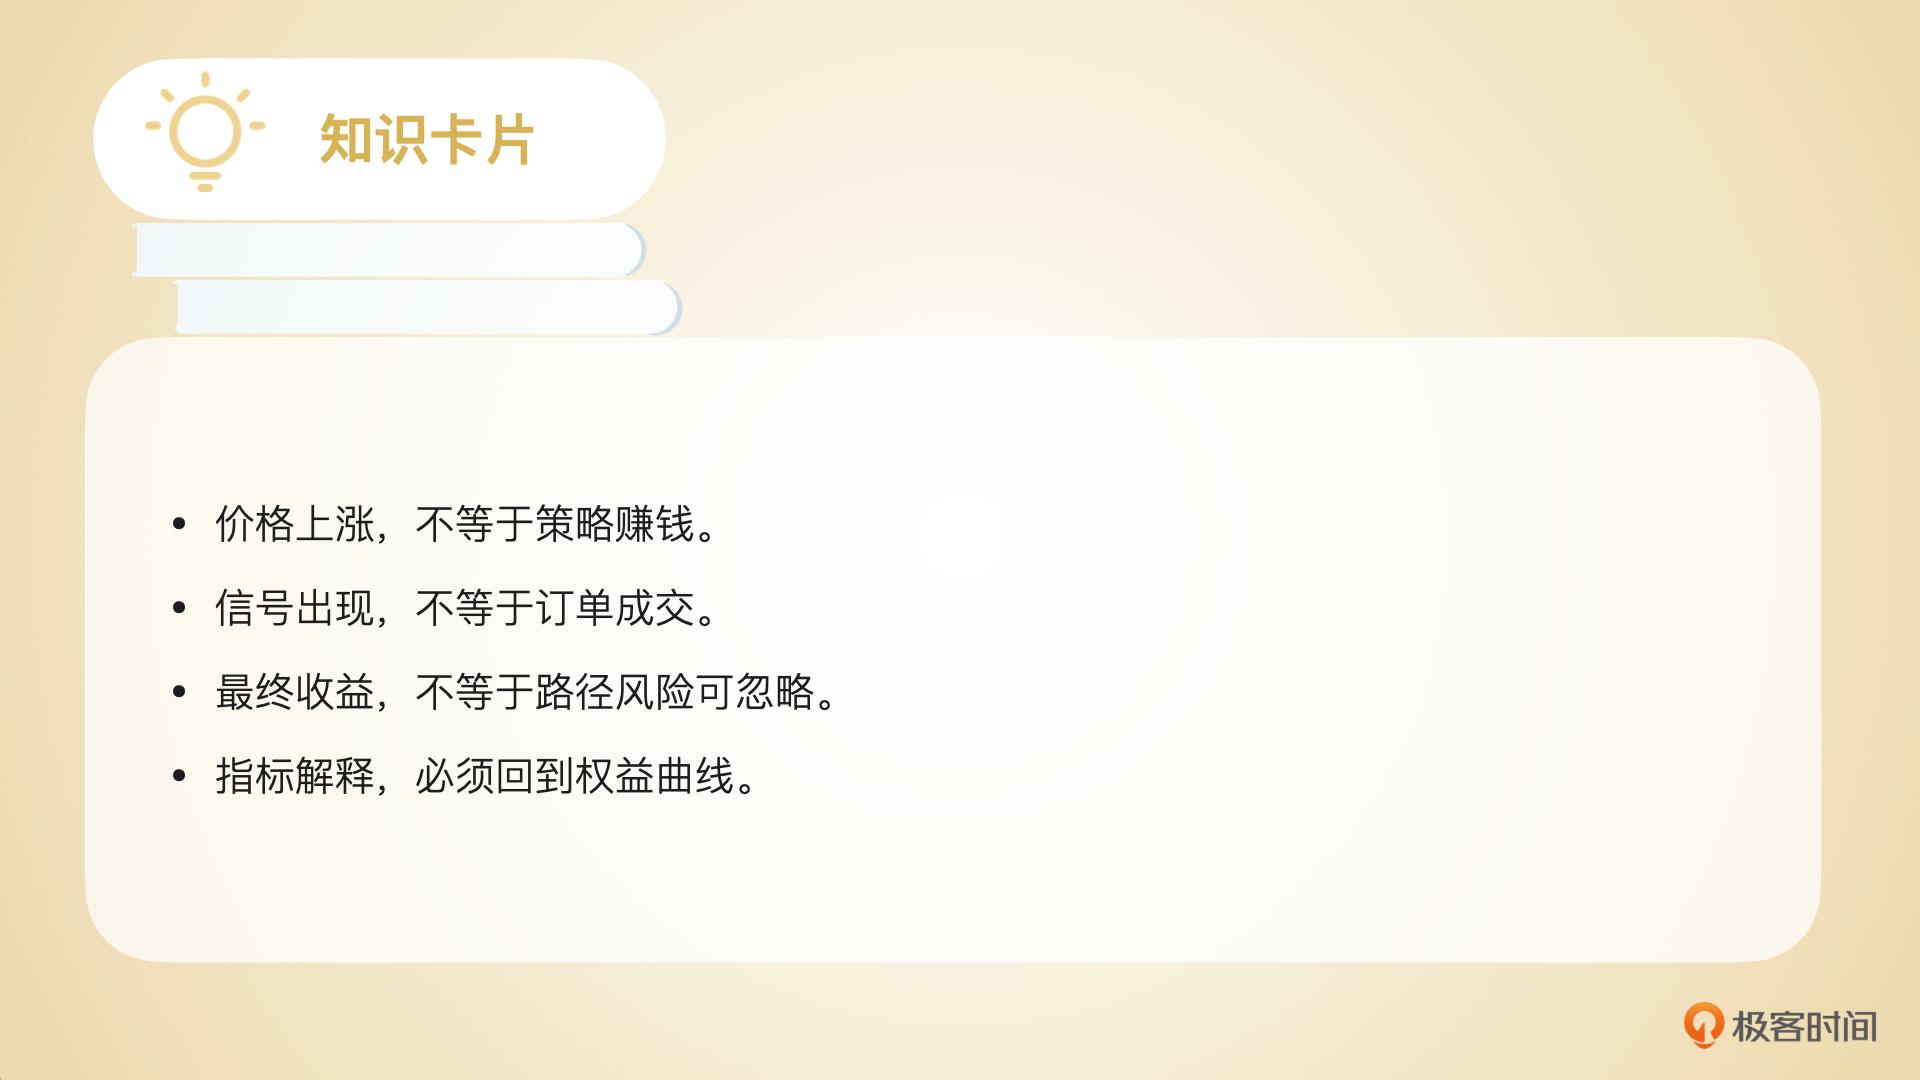 知识卡片
• 价格上涨，不等于策略赚钱。
• 信号出现，不等于订单成交。
• 最终收益，不等于路径风险可忽略。
• 指标解释，必须回到权益曲线。
极客时间